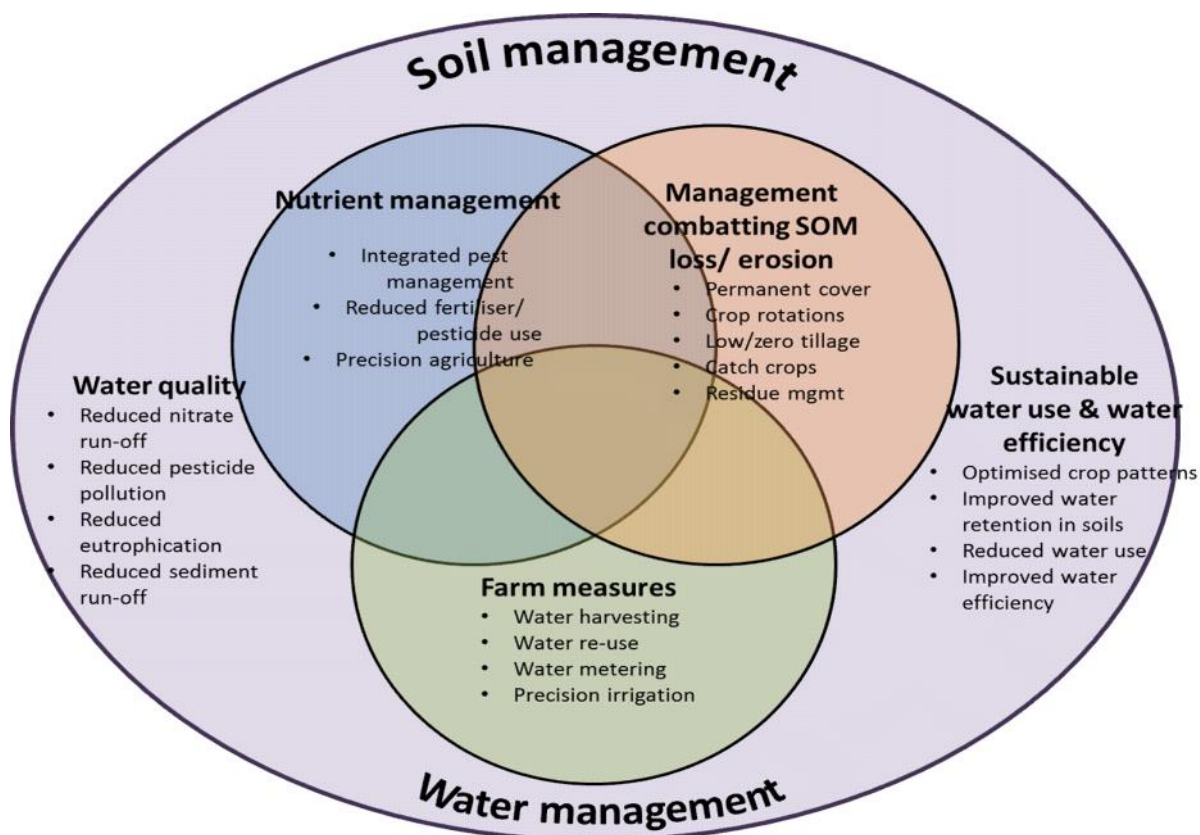 Soil management
Nutrient management
• Integrated pest
management
• Reduced fertiliser/
pesticide use
• Precision agriculture
Management
combatting SOM
loss/ erosion
• Permanent cover
• Crop rotations
• Low/zero tillage
• Catch crops
• Residue mgmt
Water quality
• Reduced nitrate
run-off
• Reduced pesticide
pollution
• Reduced
eutrophication
• Reduced sediment
run-off
Sustainable
water use & water
efficiency
• Optimised crop patterns
• Improved water
retention in soils
• Reduced water use
• Improved water
efficiency
Farm measures
• Water harvesting
• Water re-use
• Water metering
• Precision irrigation
Water management